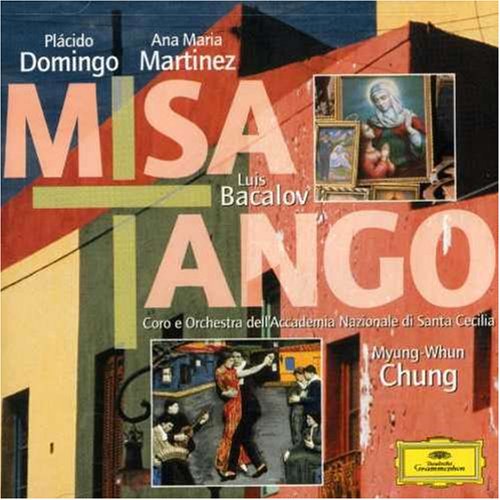 Plácido
Domingo
Ana Maria
Martinez
MISA
Luis
Bacalov
TANGO
Coro e Orchestra dell'Accademia Nazionale di Santa Cecilia
Myung-Whun
Chung
Deutsche
Grammophon